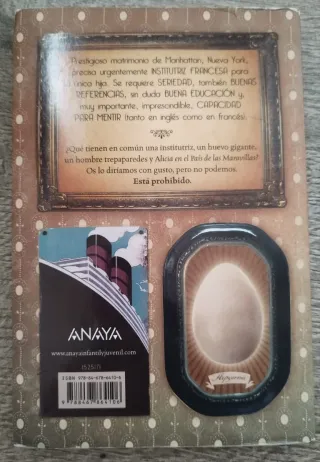 Prestigioso matrimonio de Manhattan, Nueva York,
precisa urgentemente INSTITUTRIZ FRANCESA para
única hija. Se requiere SERIEDAD, también BUENAS
REFERENCIAS, sin duda BUENA EDUCACIÓN y,
muy importante, imprescindible, CAPACIDAD
PARA MENTIR (tanto en inglés como en francés).
¿Qué tienen en común una institutriz, un huevo gigante,
un hombre trepaparedes y Alicia en el País de las Maravillas?
Os lo diríamos con gusto, pero no podemos.
Está prohibido.
ANAYA
www.anayainfantilyjuvenil.com